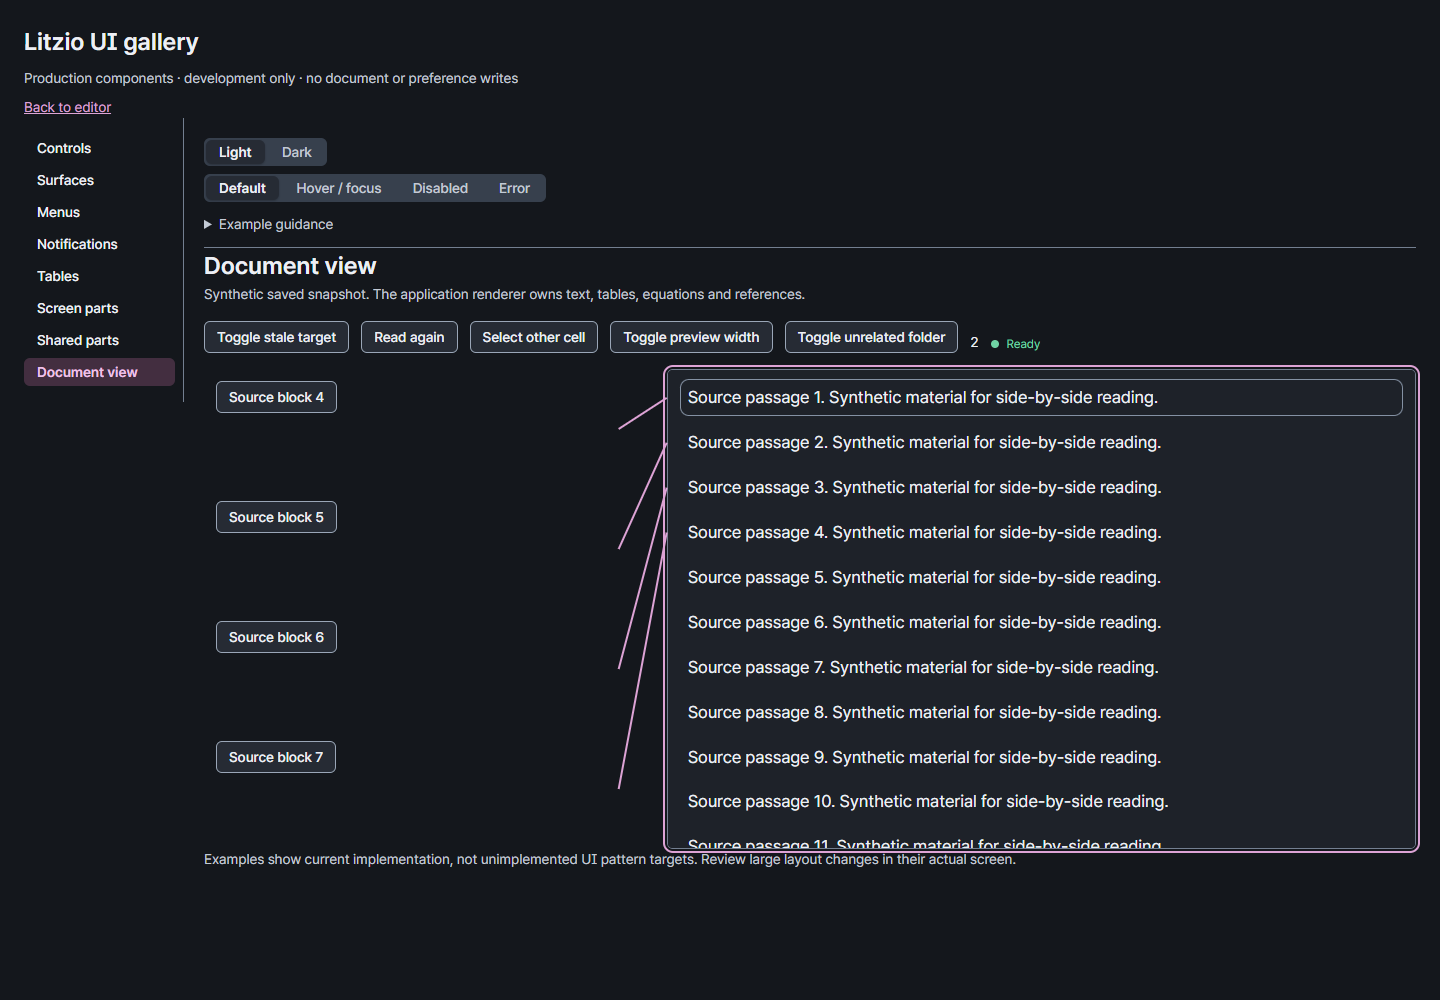 Litzio UI gallery
Production components · development only · no document or preference writes
Back to editor
Controls
Surfaces
Menus
Notifications
Tables
Screen parts
Shared parts
Document view
Light Dark
Default Hover / focus Disabled Error
Example guidance
Document view
Synthetic saved snapshot. The application renderer owns text, tables, equations and references.
Toggle stale target Read again Select other cell Toggle preview width Toggle unrelated folder 2 Ready
Source block 4
Source block 5
Source block 6
Source block 7
Source passage 1. Synthetic material for side-by-side reading.
Source passage 2. Synthetic material for side-by-side reading.
Source passage 3. Synthetic material for side-by-side reading.
Source passage 4. Synthetic material for side-by-side reading.
Source passage 5. Synthetic material for side-by-side reading.
Source passage 6. Synthetic material for side-by-side reading.
Source passage 7. Synthetic material for side-by-side reading.
Source passage 8. Synthetic material for side-by-side reading.
Source passage 9. Synthetic material for side-by-side reading.
Source passage 10. Synthetic material for side-by-side reading.
Source passage 11. Synthetic material for side-by-side reading.
Examples show current implementation, not unimplemented UI pattern targets. Review large layout changes in their actual screen.